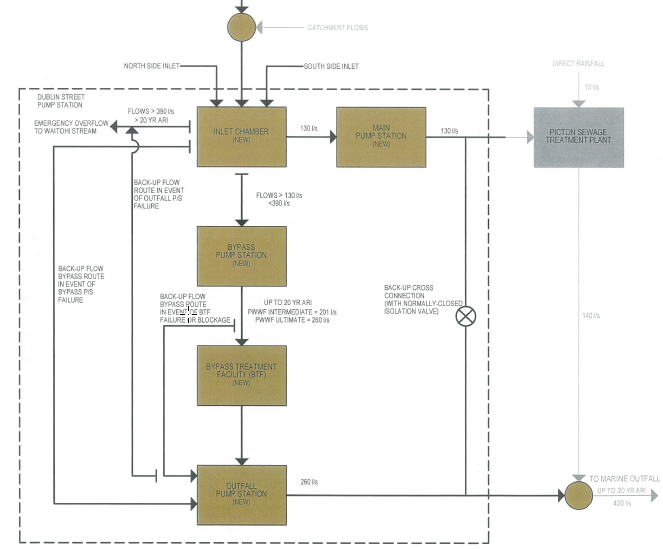 CATCHMENT FLOWS
NORTH SIDE INLET
SOUTH SIDE INLET
DIRECT RAINFALL
10 l/s
DUBLIN STREET
PUMP STATION
FLOWS > 390 l/s
> 20 YR ARI
EMERGENCY OVERFLOW
TO WAITOHI STREAM
INLET CHAMBER
(NEW)
130 l/s
MAIN
PUMP STATION
(NEW)
130 l/s
PICTON SEWAGE
TREATMENT PLANT
BACK-UP FLOW
ROUTE IN EVENT
OF OUTFALL P/S
FAILURE
FLOWS > 130 l/s
<390 l/s
BYPASS
PUMP STATION
(NEW)
BACK-UP FLOW
BYPASS ROUTE
IN EVENT OF
BYPASS P/S
FAILURE
BACK-UP FLOW
BYPASS ROUTE
IN EVENT OF BTF
FAILURE OR BLOCKAGE
UP TO 20 YR ARI
PWWF INTERMEDIATE = 201 l/s
PWWF ULTIMATE = 260 l/s
BACK-UP CROSS
CONNECTION
(WITH NORMALLY-CLOSED
ISOLATION VALVE)
140 l/s
BYPASS TREATMENT
FACILITY (BTF)
(NEW)
OUTFALL
PUMP STATION
(NEW)
260 l/s
TO MARINE OUTFALL
UP TO 20 YR ARI
400 l/s